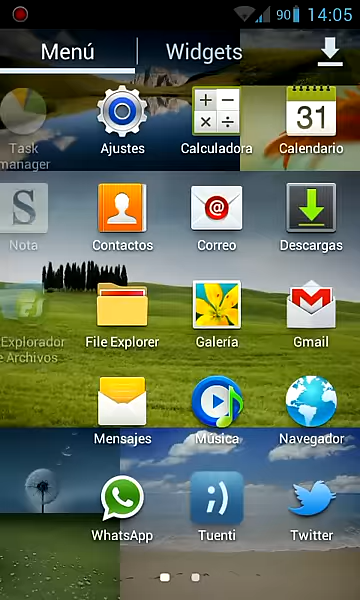 90 14:05
Menú Widgets
Task
manager
Ajustes Calculadora 31 Calendario
S
Nota Contactos @ Correo Descargas
Explorador
e Archivos
File Explorer Galería Gmail
Mensajes Música Navegador
WhatsApp ;) Tuenti Twitter